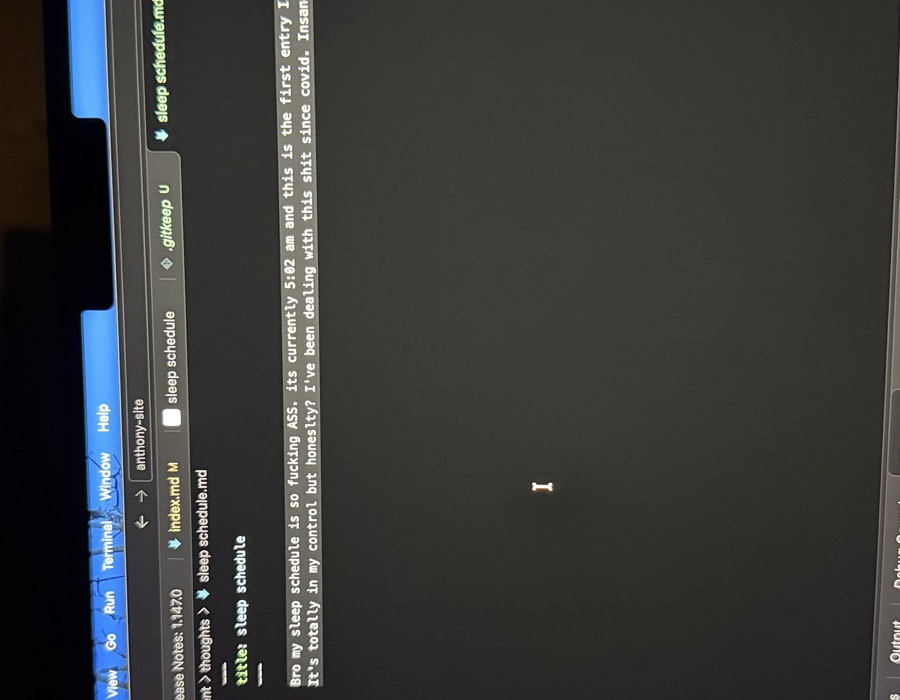 View Go Run Terminal Window Help
← → anthony-site
ease Notes: 1.147.0 index.md M sleep schedule .gitkeep U sleep schedule.md
nt > thoughts > sleep schedule.md
---
title: sleep schedule
---
Bro my sleep schedule is so fucking ASS. its currently 5:02 am and this is the first entry I
It's totally in my control but honeslty? I've been dealing with this shit since covid. Insan
s Output Debug